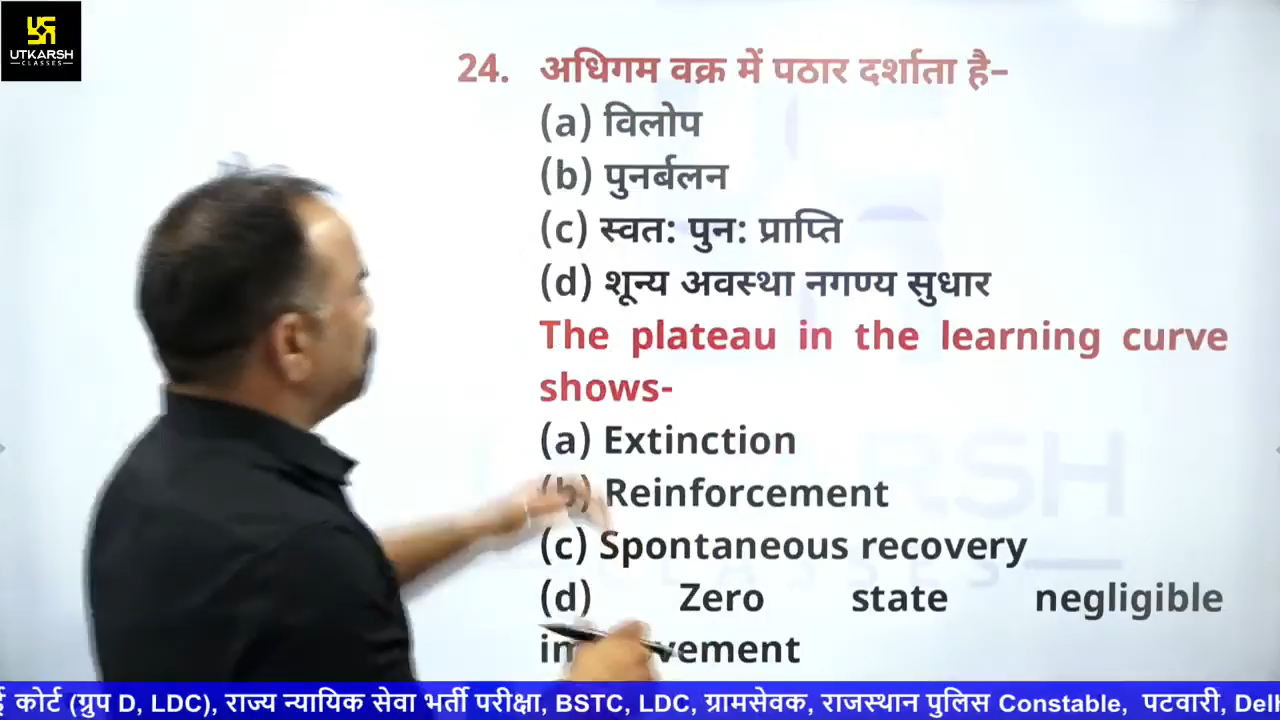 UTKARSH
CLASSES
24. अधिगम वक्र में पठार दर्शाता है–
(a) विलोप
(b) पुनर्बलन
(c) स्वत: पुन: प्राप्ति
(d) शून्य अवस्था नगण्य सुधार
The plateau in the learning curve
shows-
(a) Extinction
(b) Reinforcement
(c) Spontaneous recovery
(d) Zero state negligible
कोर्ट (ग्रुप D, LDC), राज्य न्यायिक सेवा भर्ती परीक्षा, BSTC, LDC, ग्रामसेवक, राजस्थान पुलिस Constable, पटवारी,